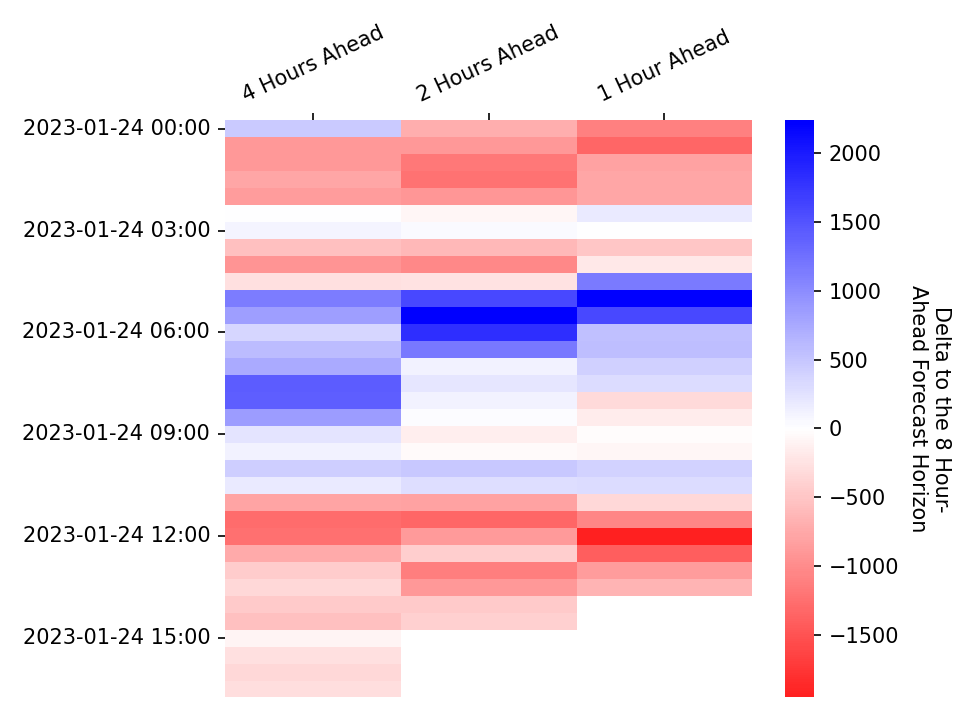 4 Hours Ahead
2 Hours Ahead
1 Hour Ahead
2023-01-24 00:00
2023-01-24 03:00
2023-01-24 06:00
2023-01-24 09:00
2023-01-24 12:00
2023-01-24 15:00
2000
1500
1000
500
0
−500
−1000
−1500
Delta to the 8 Hour-
Ahead Forecast Horizon